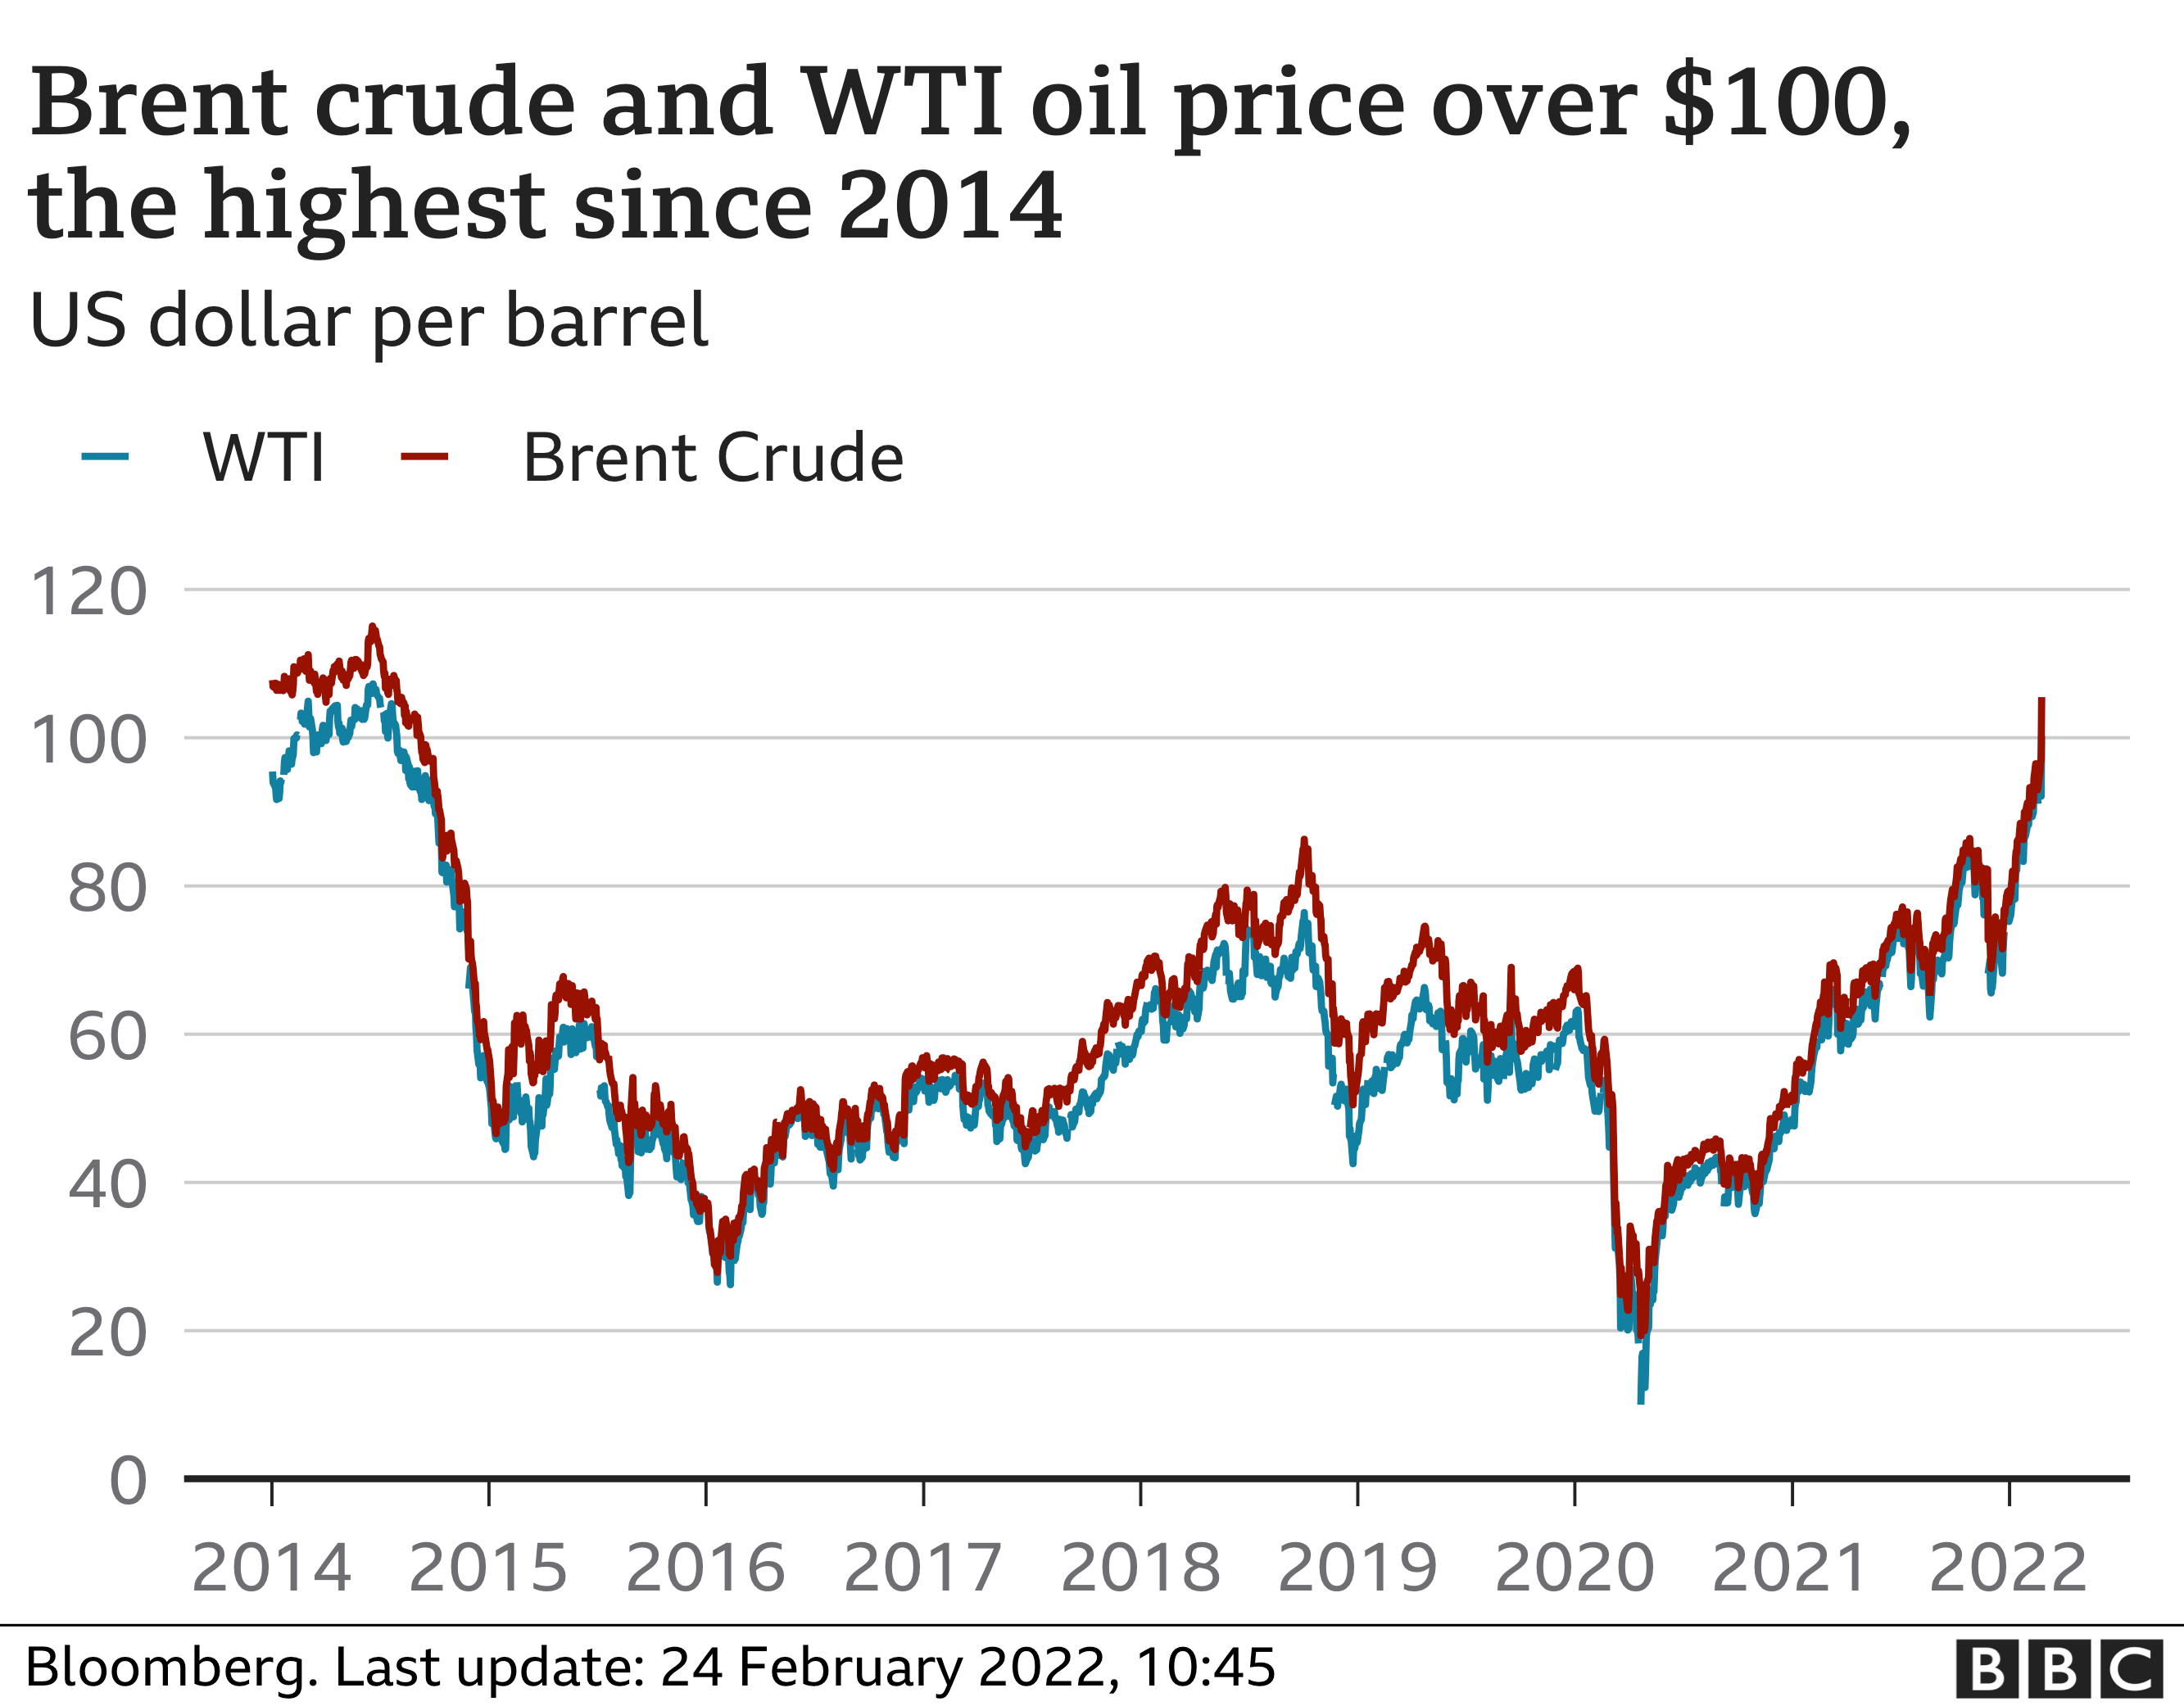 Brent crude and WTI oil price over $100,
the highest since 2014
US dollar per barrel
WTI Brent Crude
120
100
80
60
40
20
0
2014 2015 2016 2017 2018 2019 2020 2021 2022
Bloomberg. Last update: 24 February 2022, 10:45
BBC